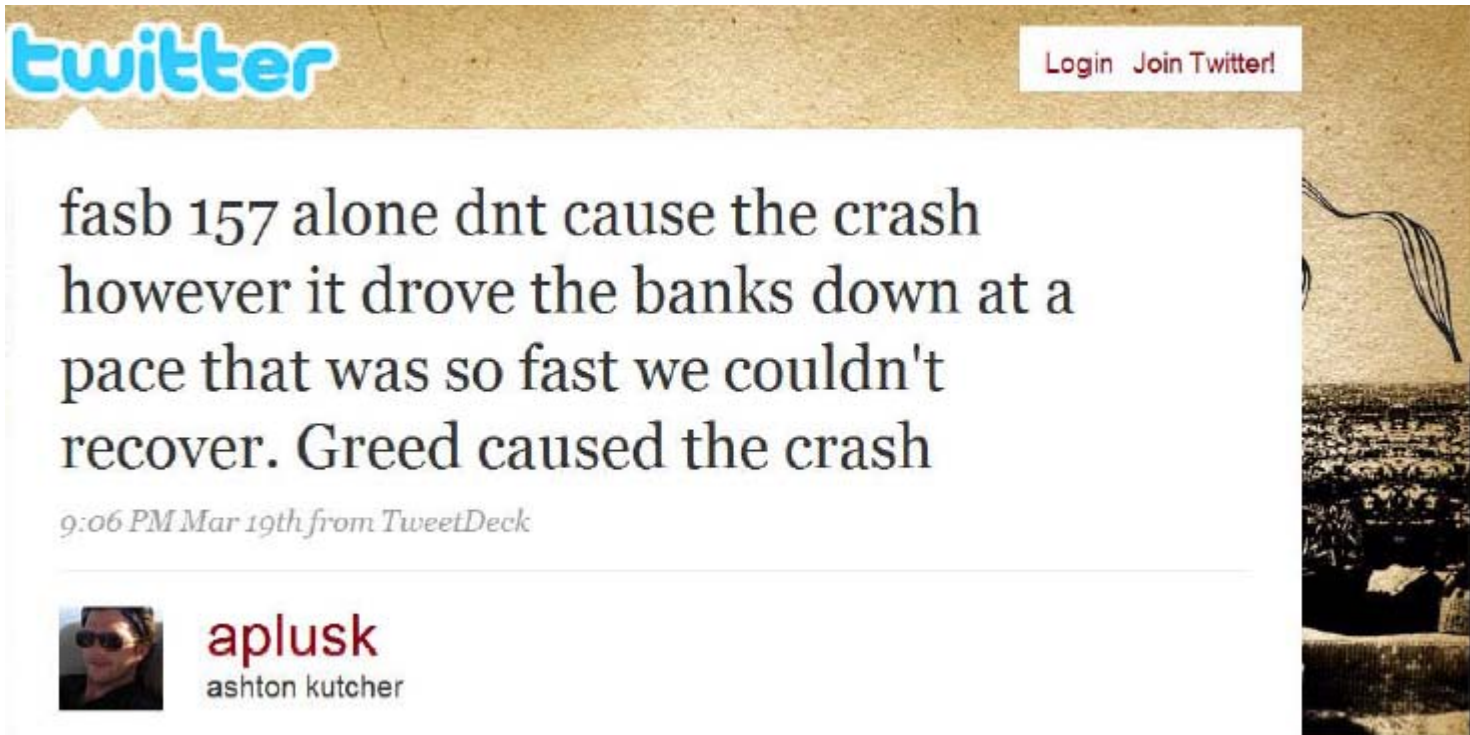 twitter
Login Join Twitter!
fasb 157 alone dnt cause the crash
however it drove the banks down at a
pace that was so fast we couldn't
recover. Greed caused the crash
9:06 PM Mar 19th from TweetDeck
aplusk
ashton kutcher